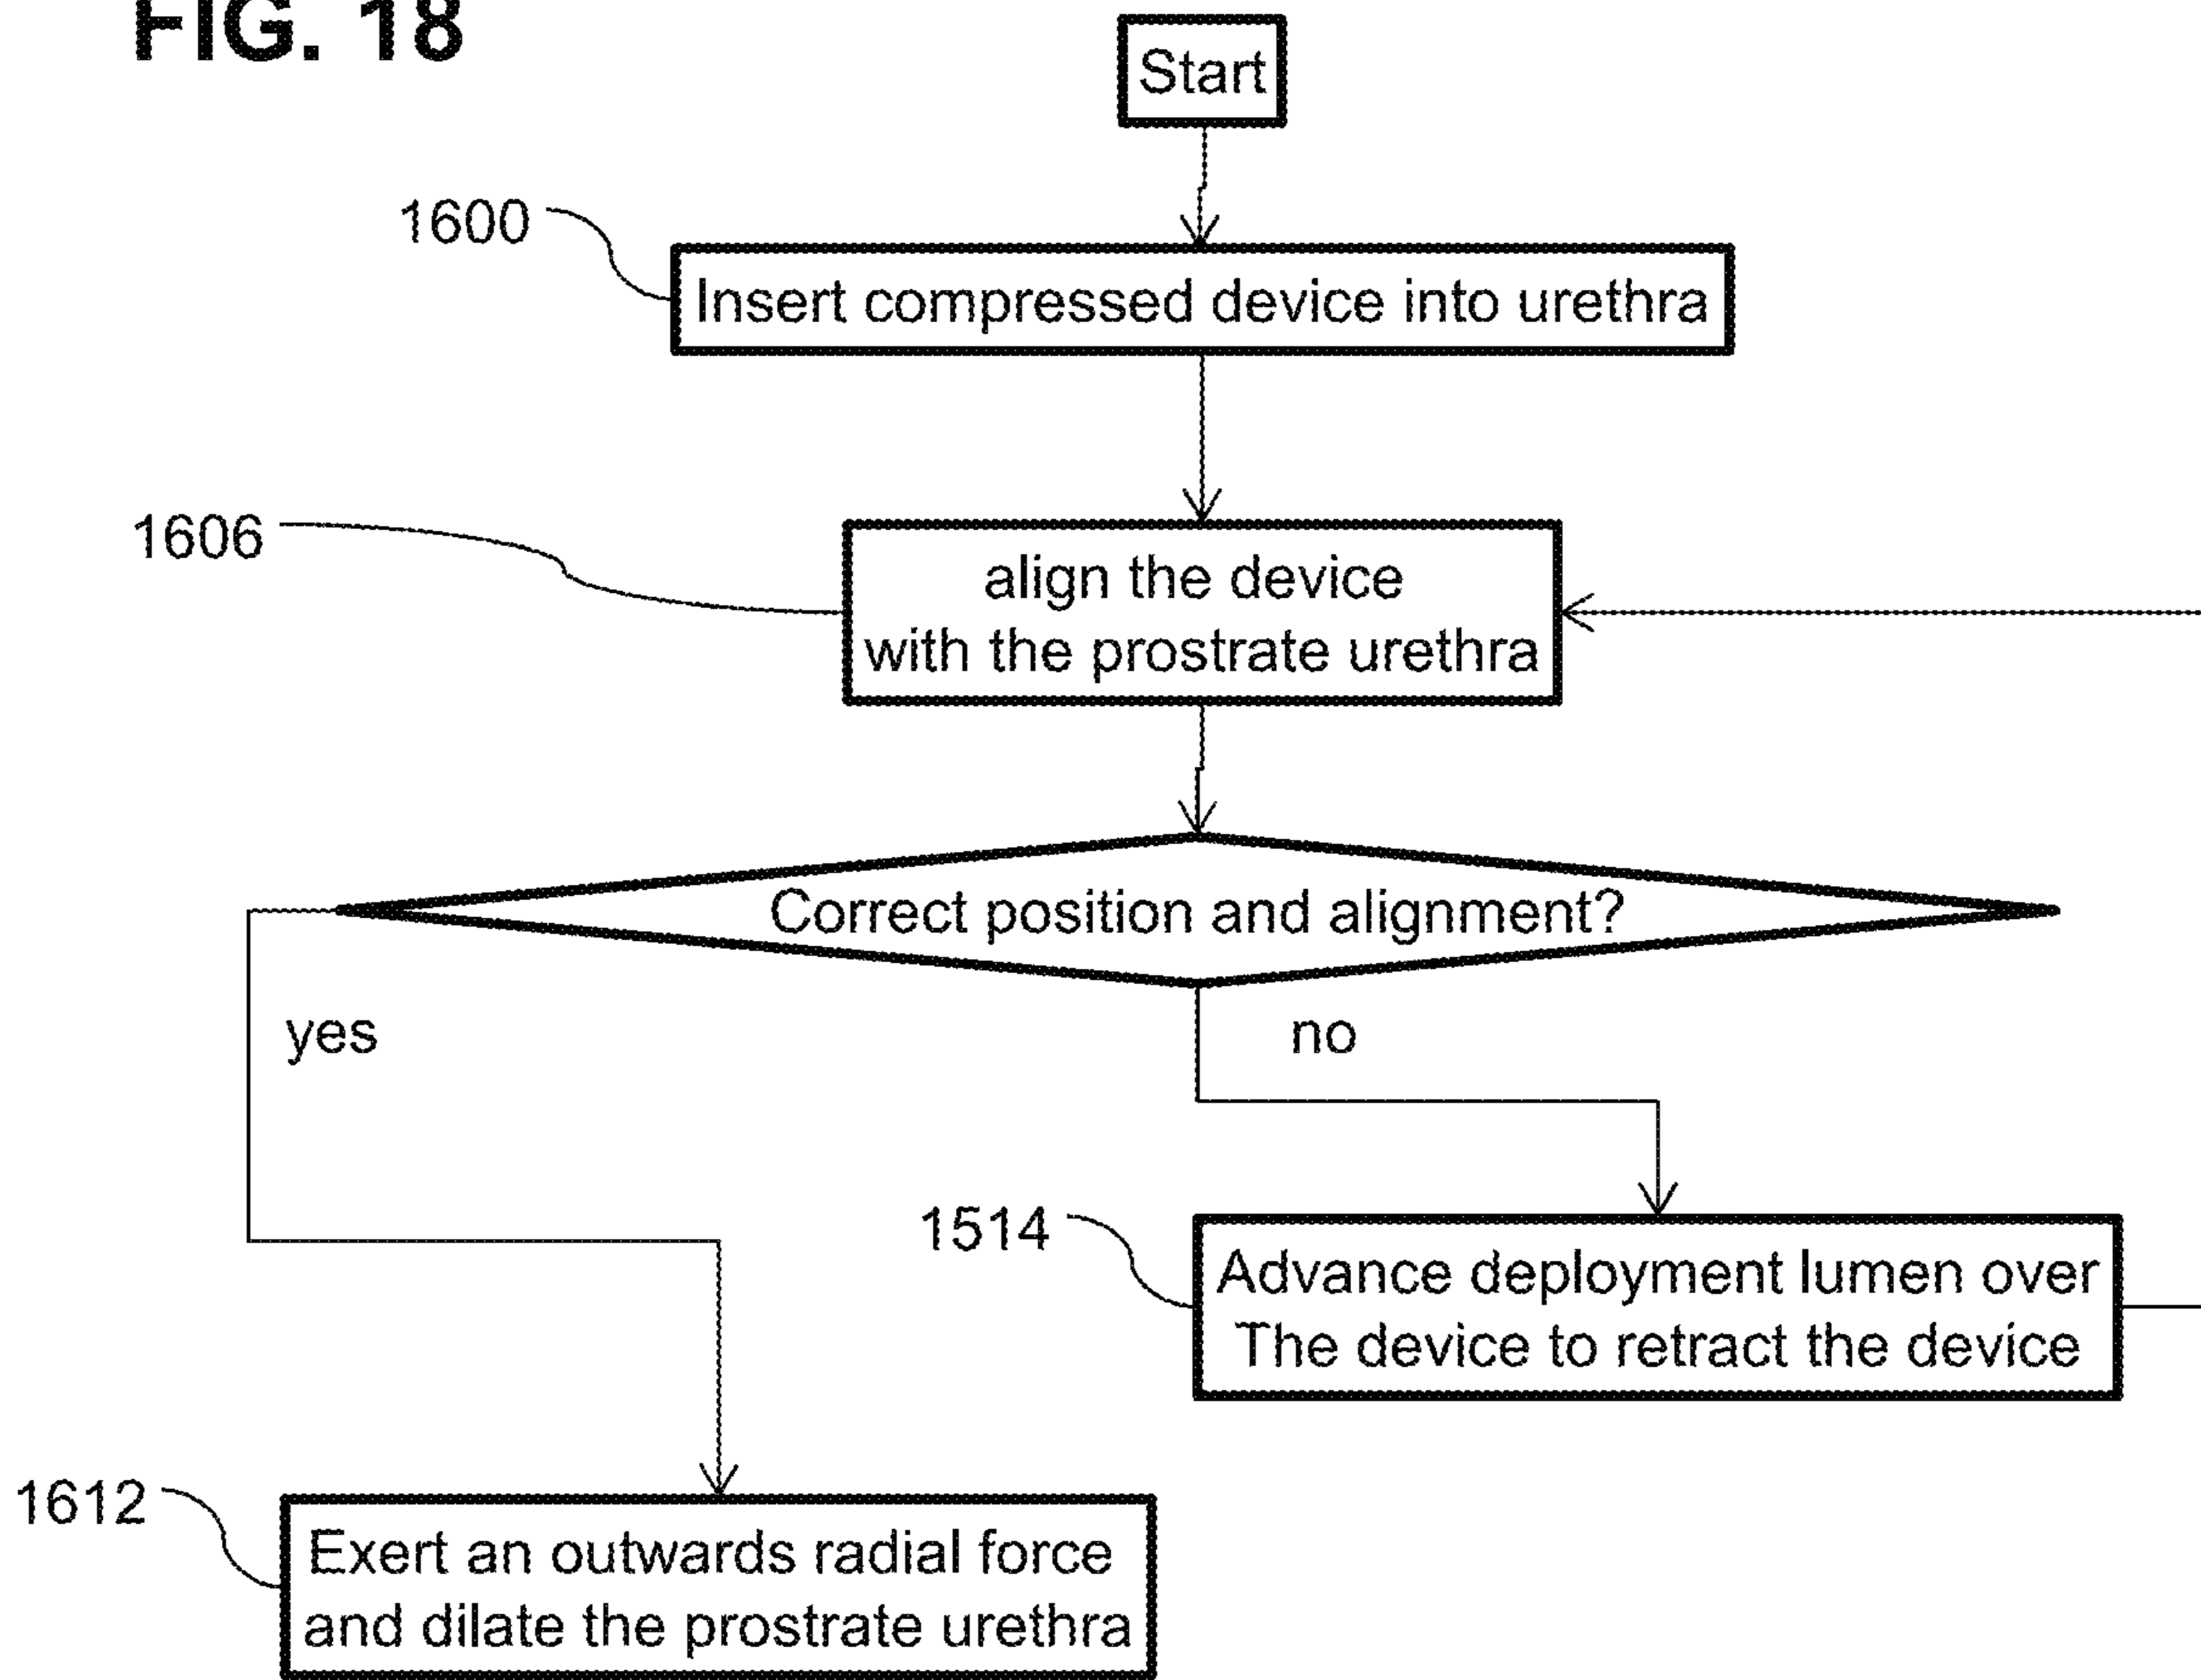 FIG. 18
Start
1600
Insert compressed device into urethra
1606
align the device
with the prostrate urethra
Correct position and alignment?
yes
no
1514
Advance deployment lumen over
The device to retract the device
1612
Exert an outwards radial force
and dilate the prostrate urethra